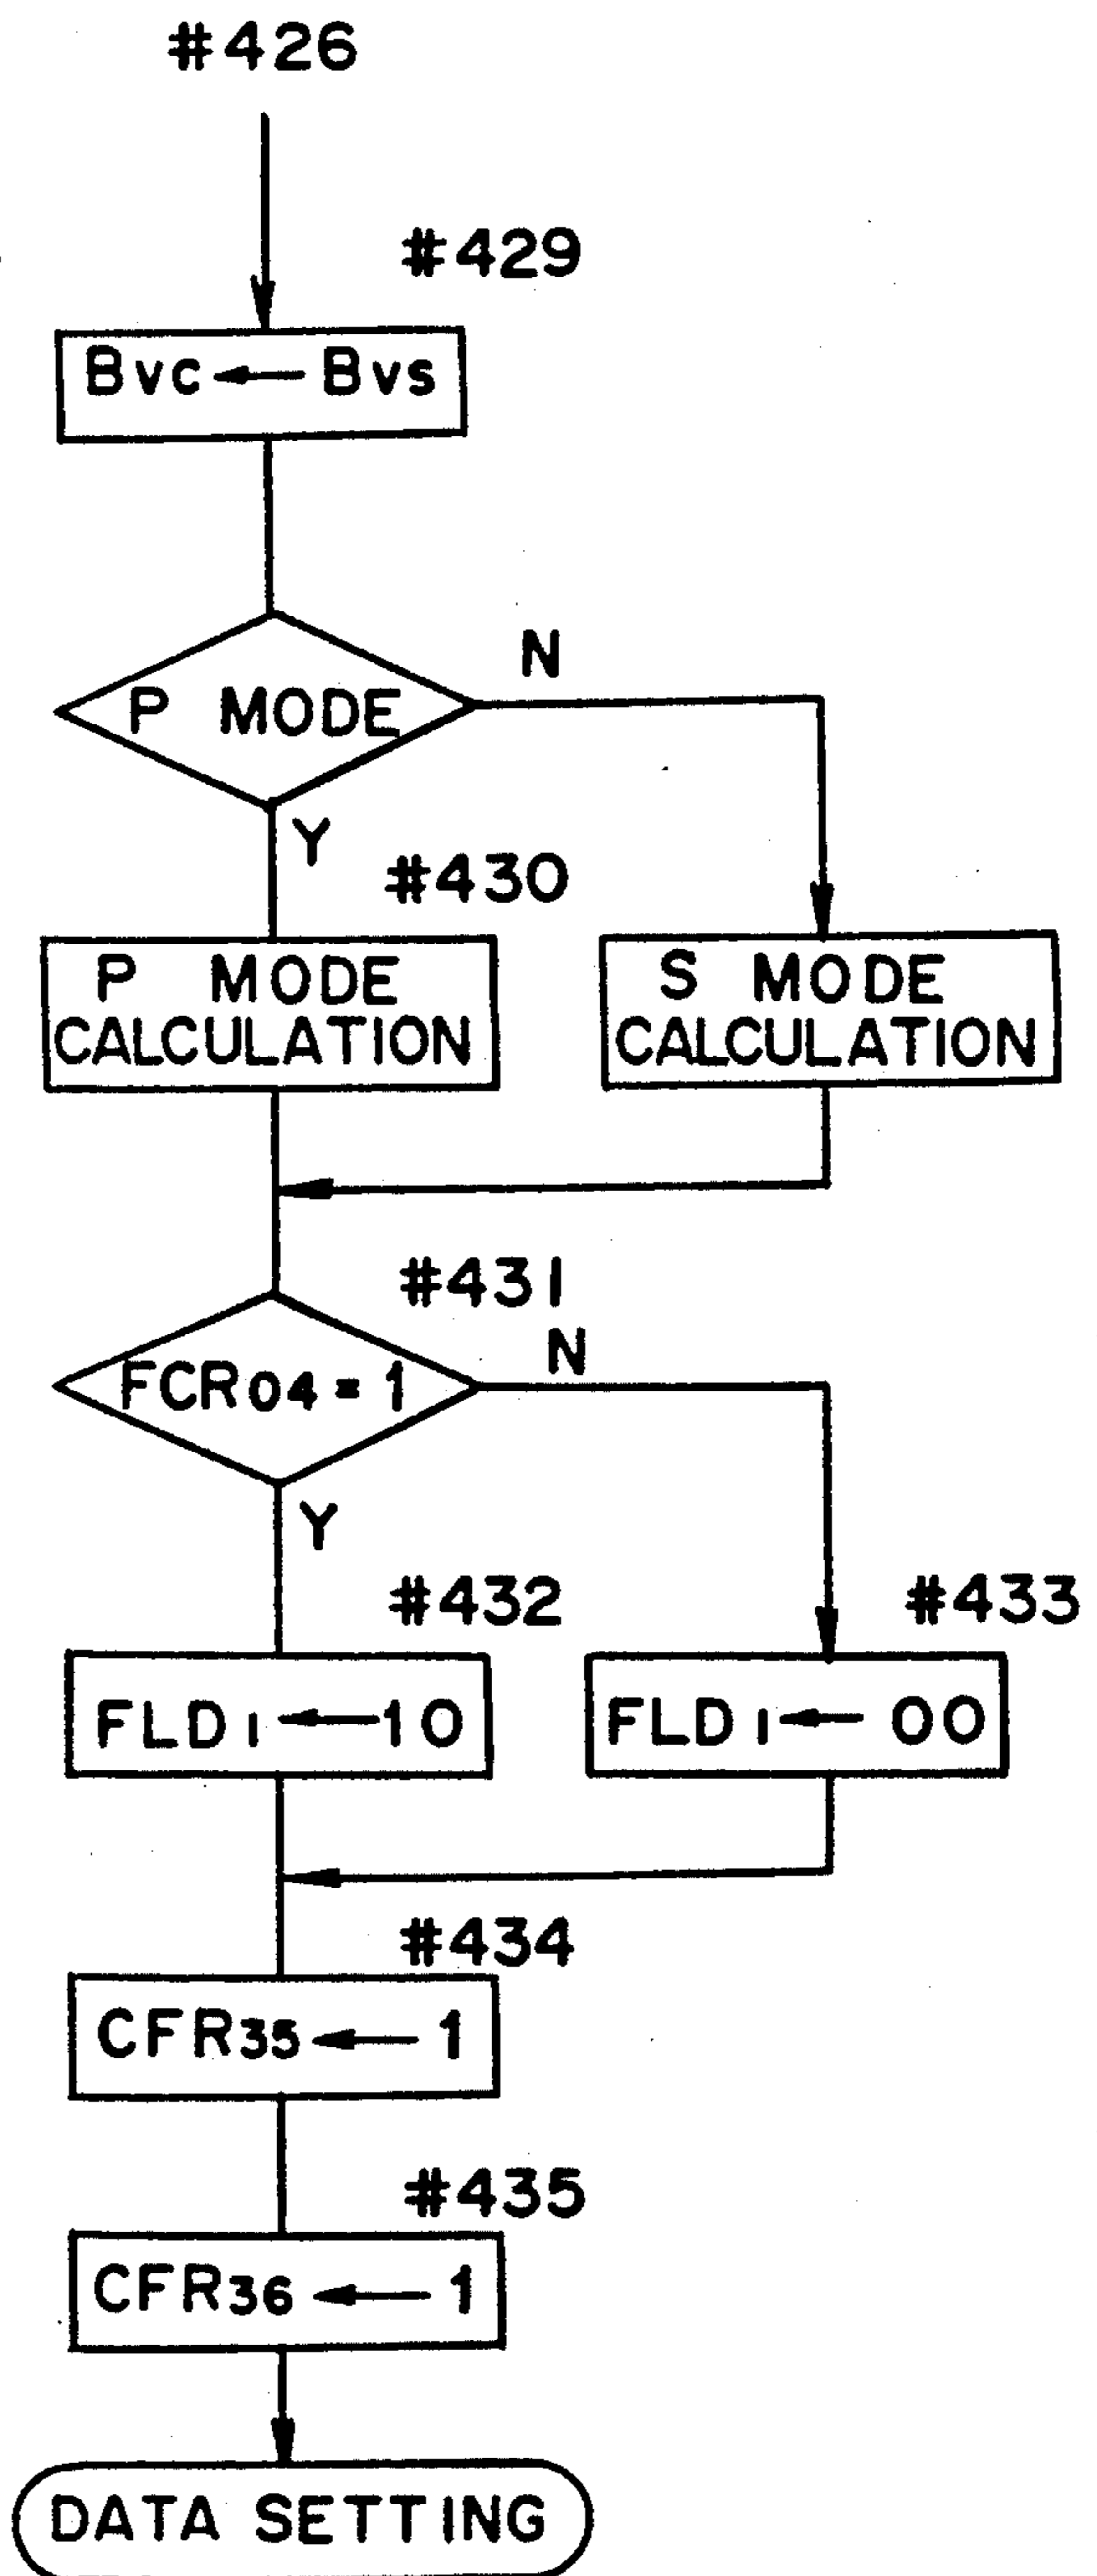 #426
#429
Bvc ← Bvs
P MODE
N
Y
#430
P MODE
CALCULATION
S MODE
CALCULATION
#431
FCR04 = 1
N
Y
#432
#433
FLD1 ← 10
FLD1 ← 00
#434
CFR35 ← 1
#435
CFR36 ← 1
DATA SETTING